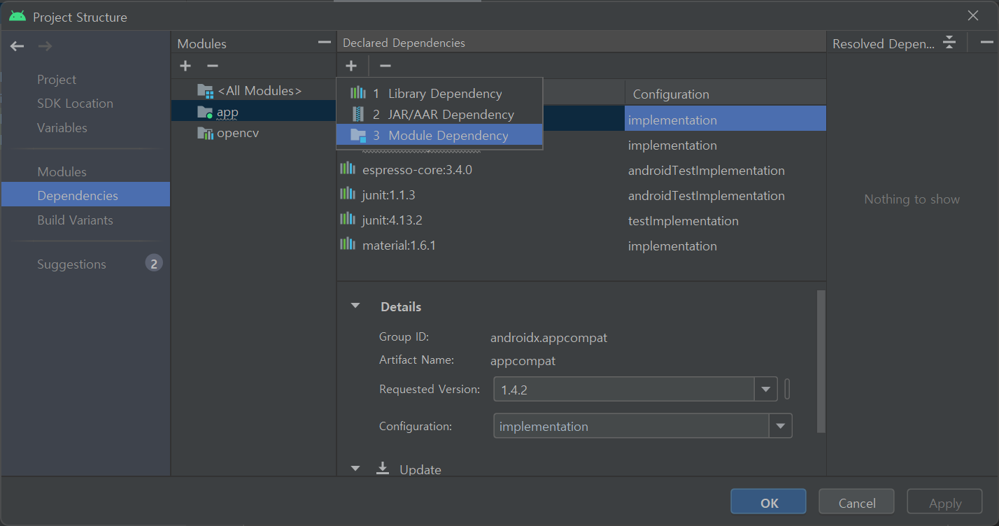 Project Structure
Modules
Declared Dependencies
Resolved Depen...
Project
SDK Location
Variables
Modules
Dependencies
Build Variants
Suggestions
2
<All Modules>
app
opencv
1 Library Dependency
2 JAR/AAR Dependency
3 Module Dependency
Configuration
implementation
implementation
espresso-core:3.4.0 androidTestImplementation
junit:1.1.3 androidTestImplementation
junit:4.13.2 testImplementation
material:1.6.1 implementation
Nothing to show
Details
Group ID: androidx.appcompat
Artifact Name: appcompat
Requested Version: 1.4.2
Configuration: implementation
Update
OK
Cancel
Apply